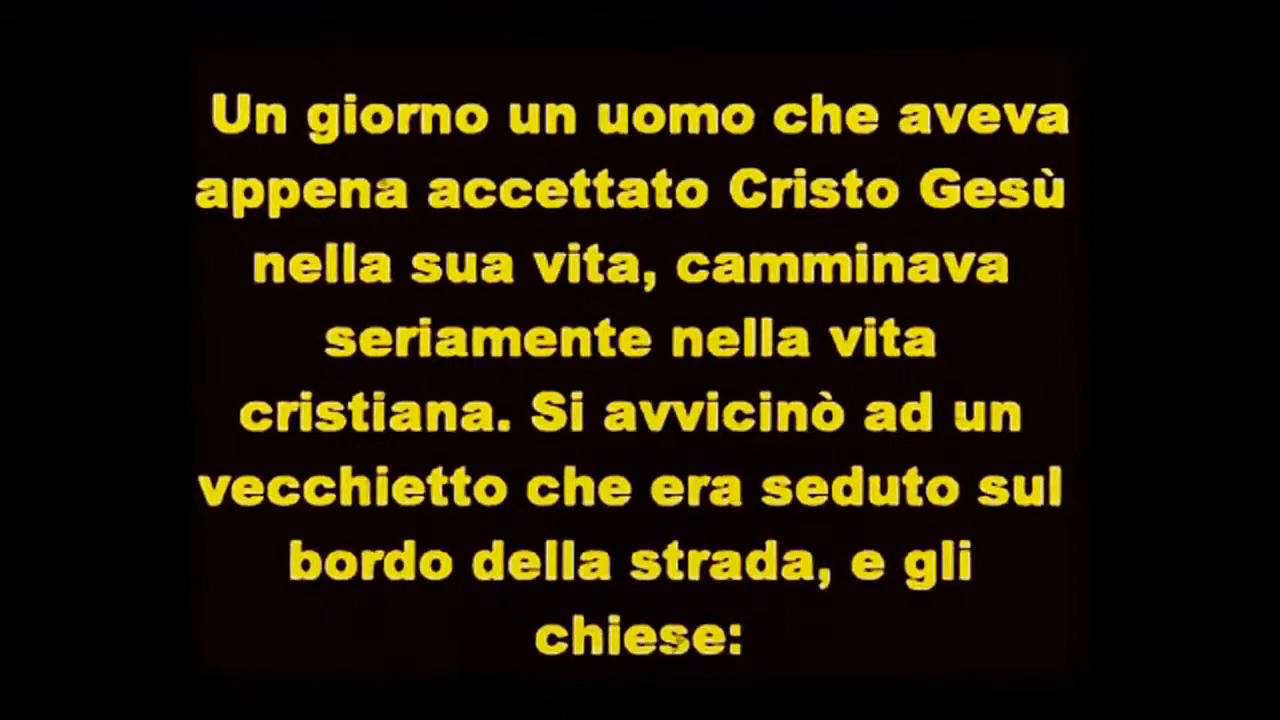 Un giorno un uomo che aveva
appena accettato Cristo Gesù
nella sua vita, camminava
seriamente nella vita
cristiana. Si avvicinò ad un
vecchietto che era seduto sul
bordo della strada, e gli
chiese: